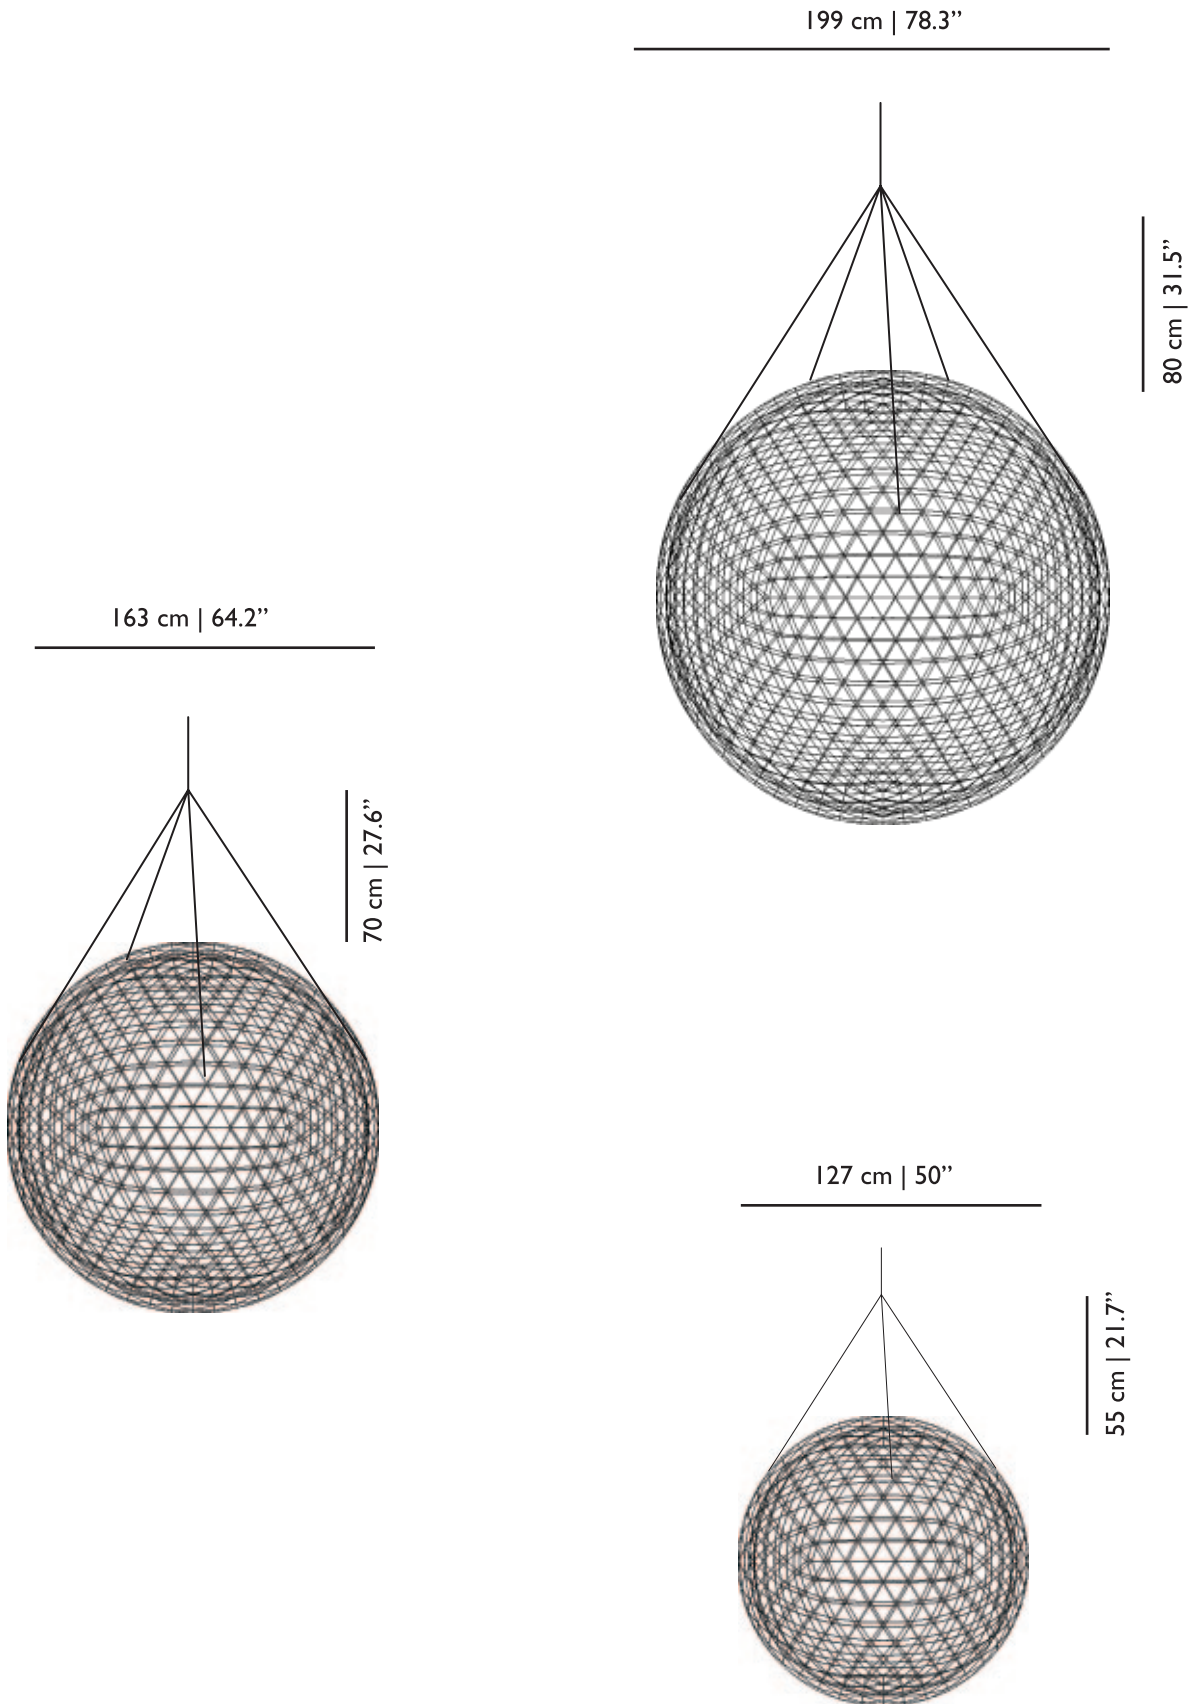 199 cm | 78.3”
80 cm | 31.5”
163 cm | 64.2”
70 cm | 27.6”
127 cm | 50”
55 cm | 21.7”